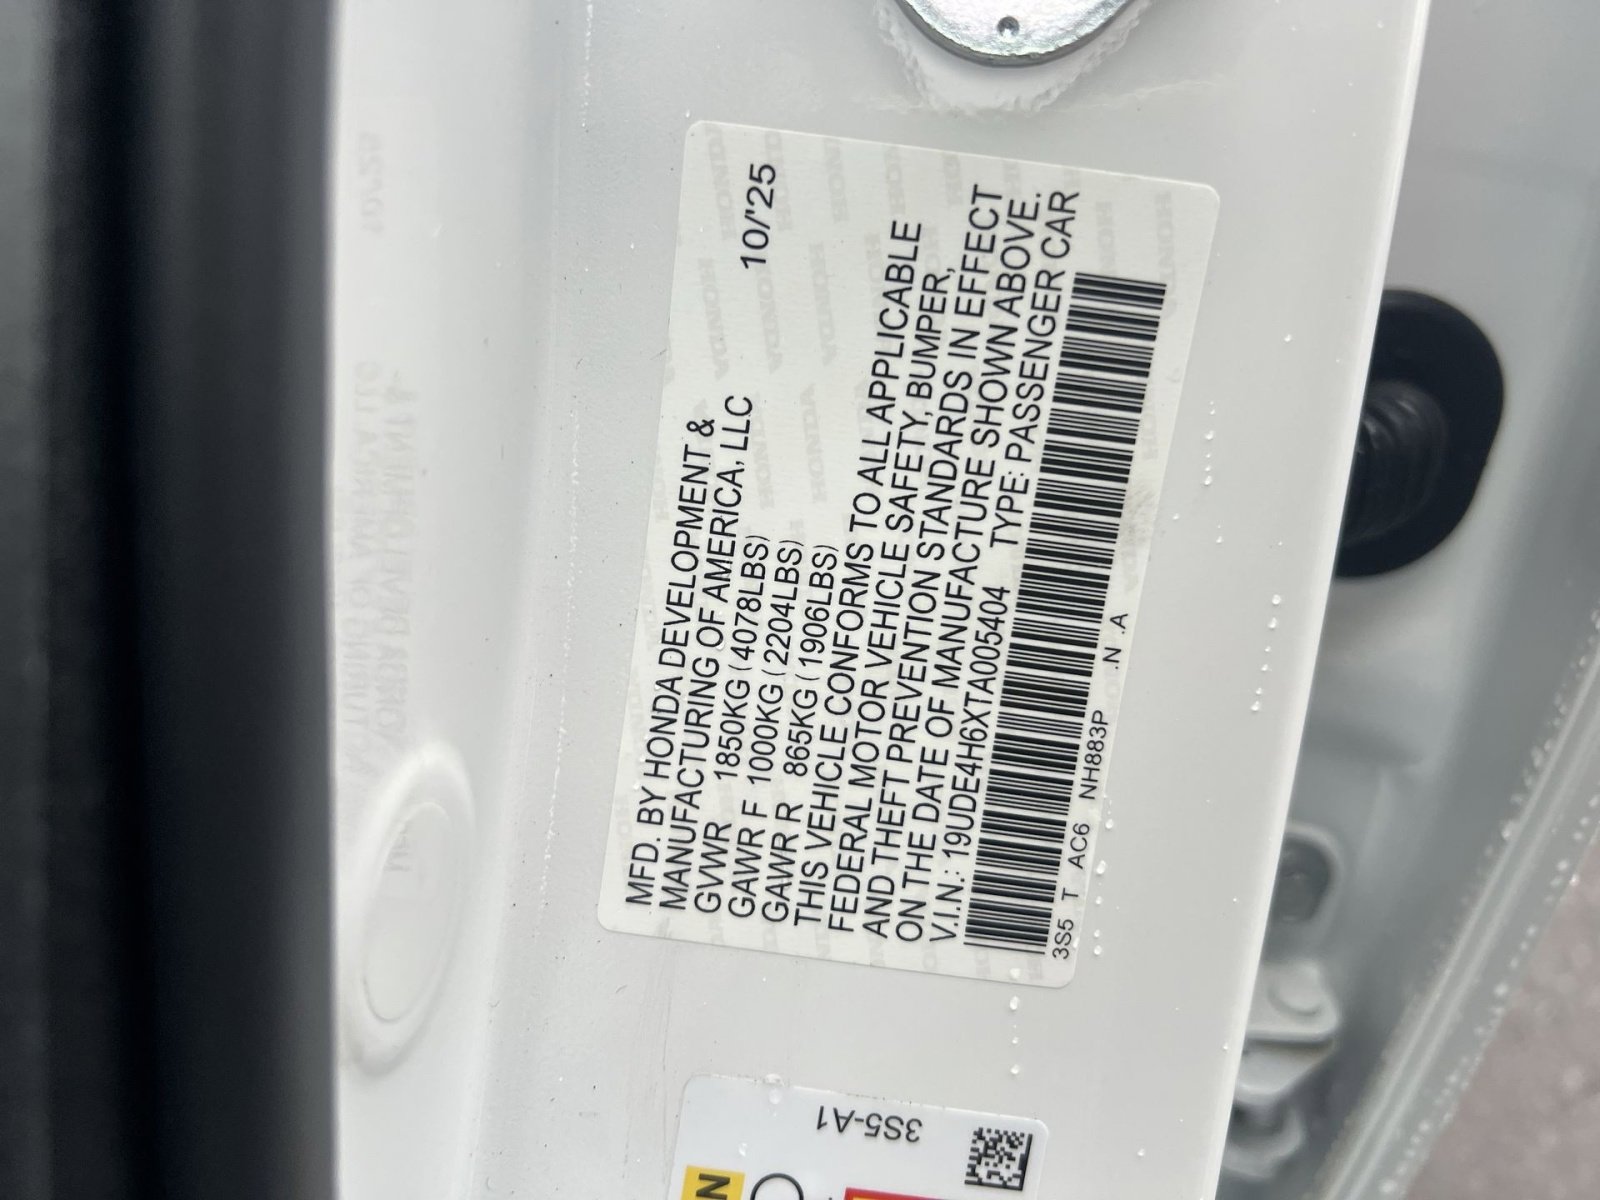 10/'25
MFD. BY HONDA DEVELOPMENT &
MANUFACTURING OF AMERICA, LLC
GVWR 1850KG (4078LBS)
GAWR F 1000KG (2204LBS)
GAWR R 865KG (1906LBS)
THIS VEHICLE CONFORMS TO ALL APPLICABLE
FEDERAL MOTOR VEHICLE SAFETY, BUMPER,
AND THEFT PREVENTION STANDARDS IN EFFECT
ON THE DATE OF MANUFACTURE SHOWN ABOVE.
V.I.N.: 19UDE4H6XTA005404 TYPE: PASSENGER CAR
3S5 T AC6 NH883P .N .A
3S5-A1